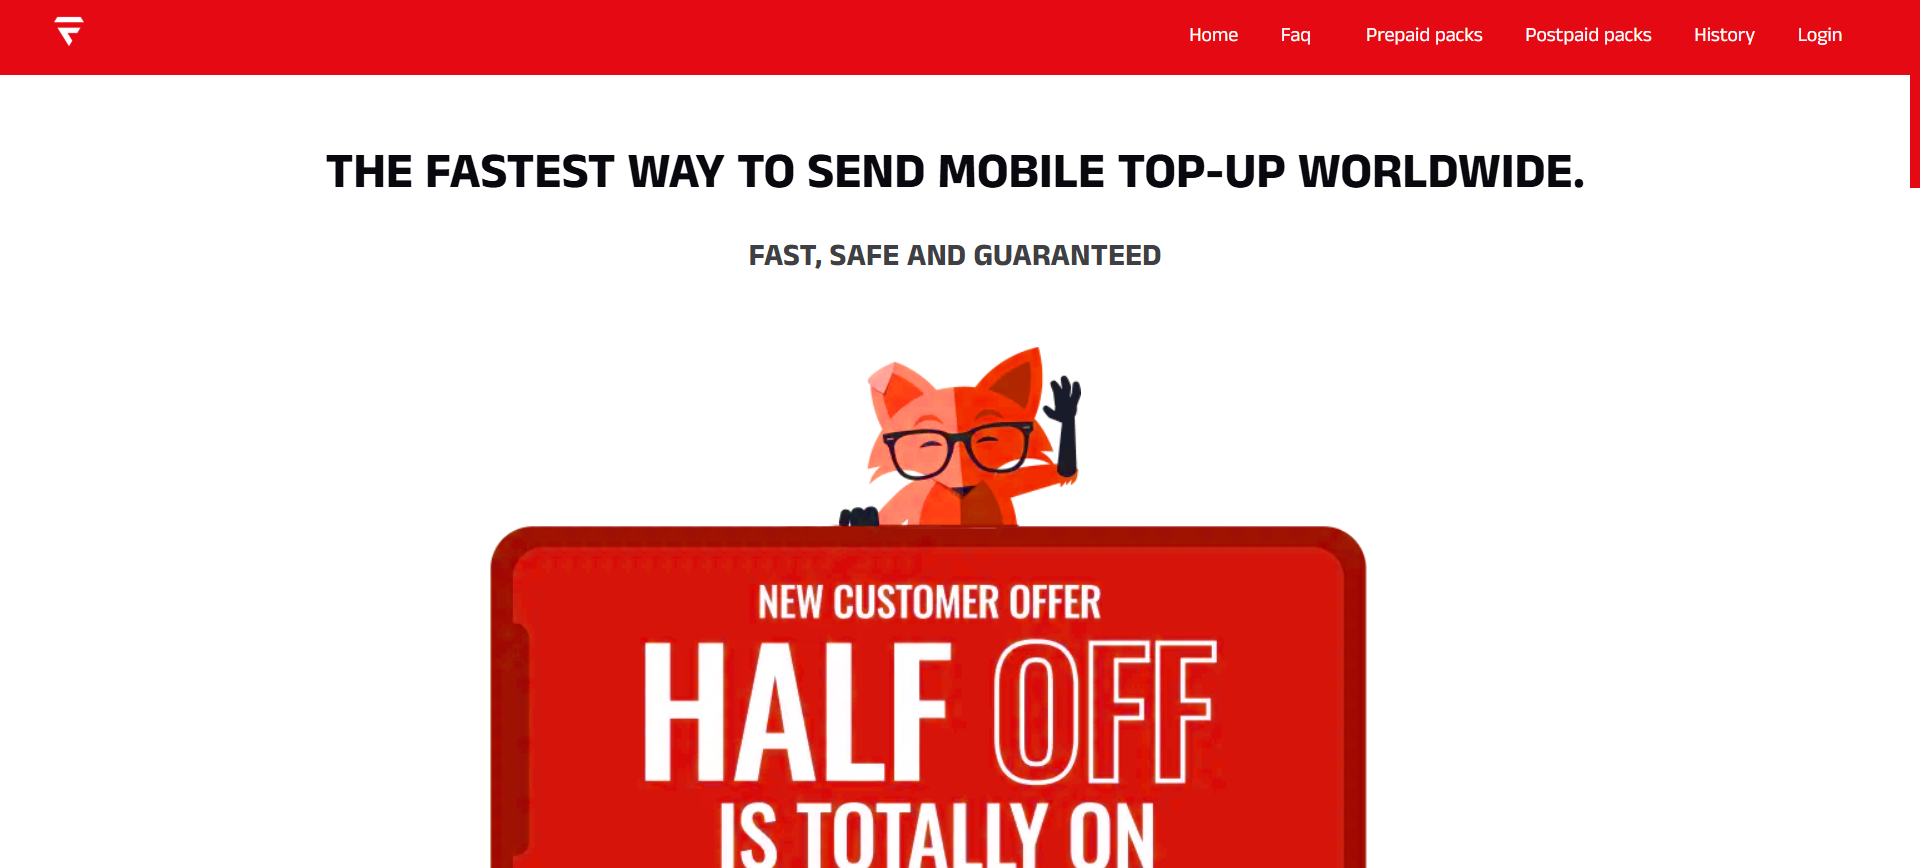 Home Faq Prepaid packs Postpaid packs History Login
THE FASTEST WAY TO SEND MOBILE TOP-UP WORLDWIDE.
FAST, SAFE AND GUARANTEED
NEW CUSTOMER OFFER
HALF OFF
IS TOTALLY ON